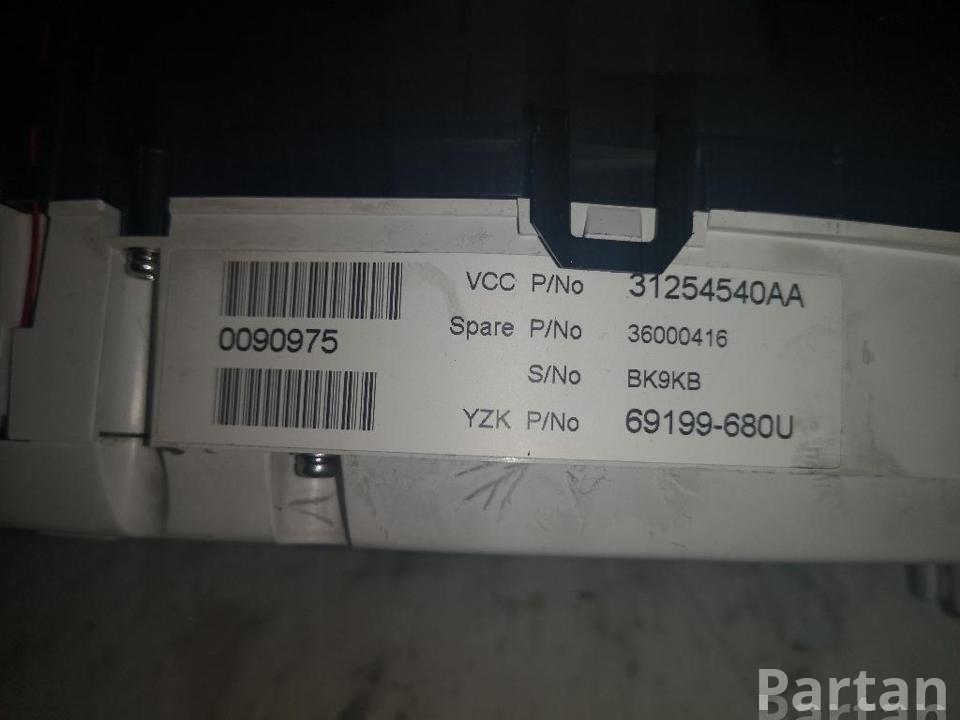 VCC P/No 31254540AA
0090975
Spare P/No 36000416
S/No BK9KB
YZK P/No 69199-680U
Partan